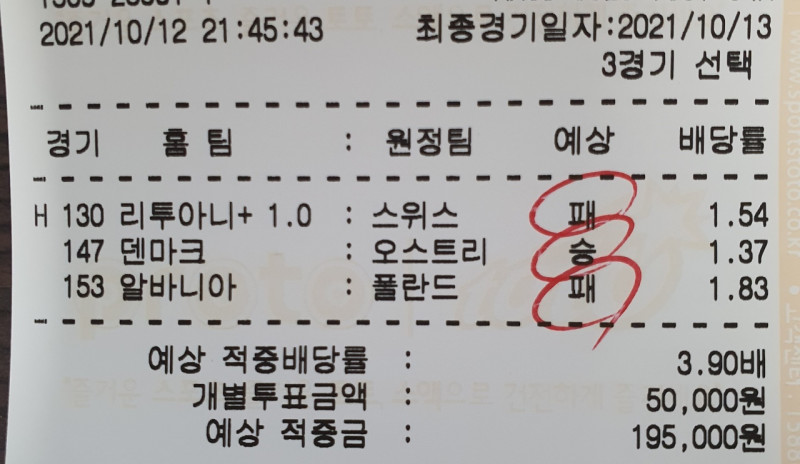 2021/10/12 21:45:43 최종경기일자:2021/10/13
3경기 선택
경기 홈 팀 : 원정팀 예상 배당률
H 130 리투아니+ 1.0 : 스위스 패 1.54
147 덴마크 : 오스트리 승 1.37
153 알바니아 : 폴란드 패 1.83
예상 적중배당률 : 3.90배
개별투표금액 : 50,000원
예상 적중금 : 195,000원